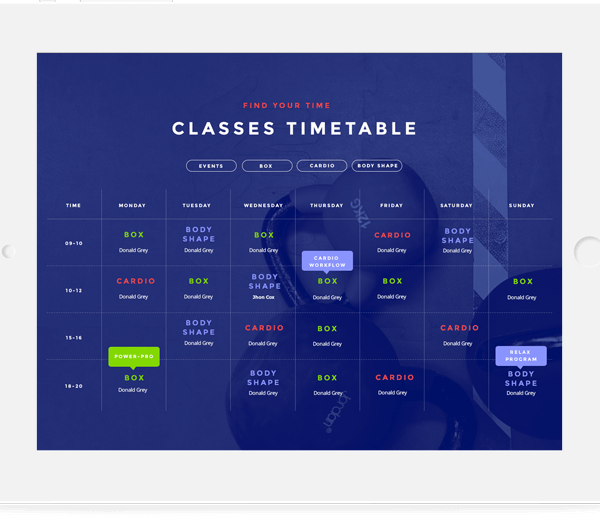 FIND YOUR TIME
CLASSES TIMETABLE
EVENTS BOX CARDIO BODY SHAPE
TIME MONDAY TUESDAY WEDNESDAY THURSDAY FRIDAY SATURDAY SUNDAY
12KG
09-10 BOX BODY SHAPE BOX CARDIO BODY SHAPE
Donald Grey Donald Grey Donald Grey Donald Grey Donald Grey
CARDIO WORKFLOW
10-12 CARDIO BOX BODY SHAPE BOX BOX BOX
Donald Grey Donald Grey Jhon Cox Donald Grey Donald Grey Donald Grey
15-16 BODY SHAPE CARDIO BOX CARDIO
Donald Grey Donald Grey Donald Grey Donald Grey
POWER-PRO RELAX PROGRAM
18-20 BOX BODY SHAPE BOX CARDIO BODY SHAPE
Donald Grey Donald Grey Donald Grey Donald Grey Donald Grey
jordan